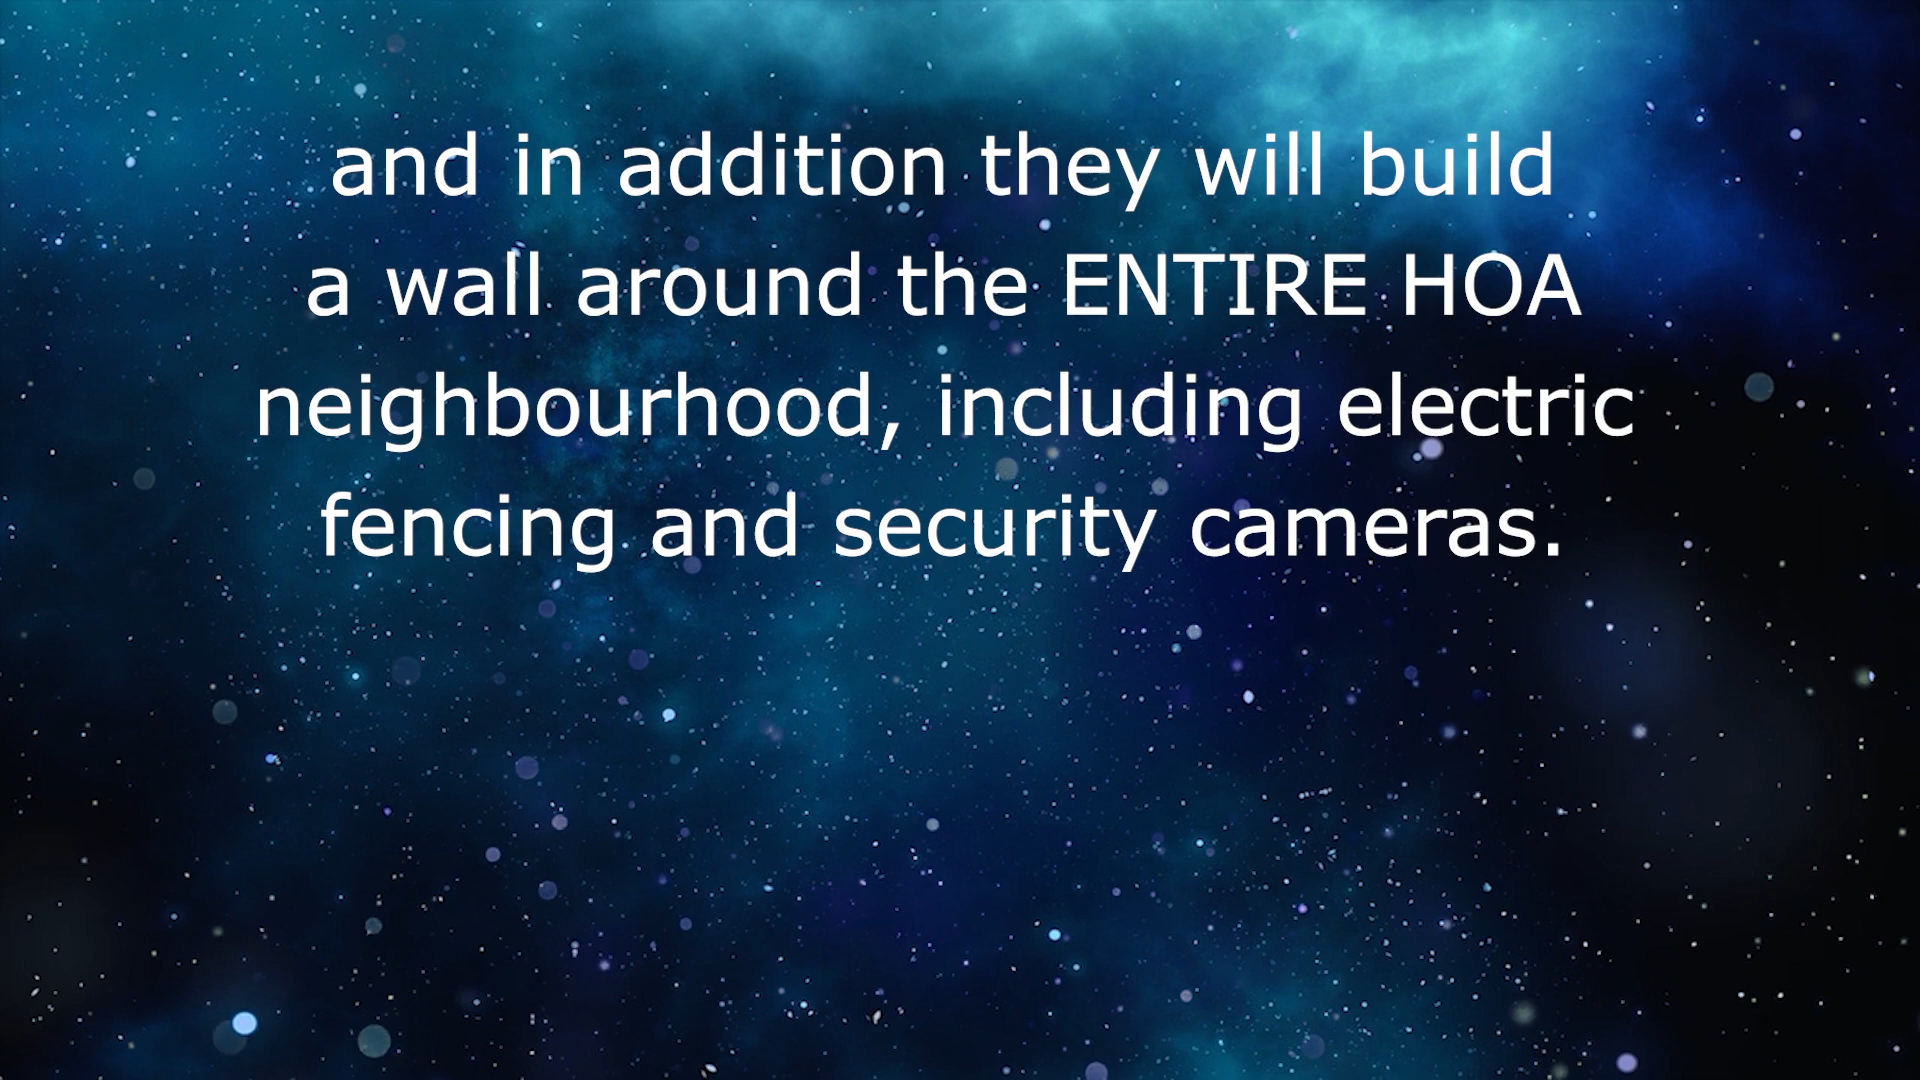 and in addition they will build
a wall around the ENTIRE HOA
neighbourhood, including electric
fencing and security cameras.